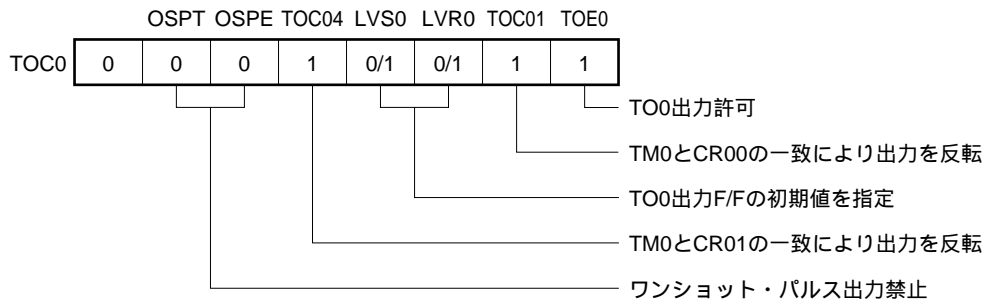 OSPT OSPE TOC04 LVS0 LVR0 TOC01 TOE0
TOC0 0 0 0 1 0/1 0/1 1 1
TO0出力許可
TM0とCR00の一致により出力を反転
TO0出力F/Fの初期値を指定
TM0とCR01の一致により出力を反転
ワンショット・パルス出力禁止